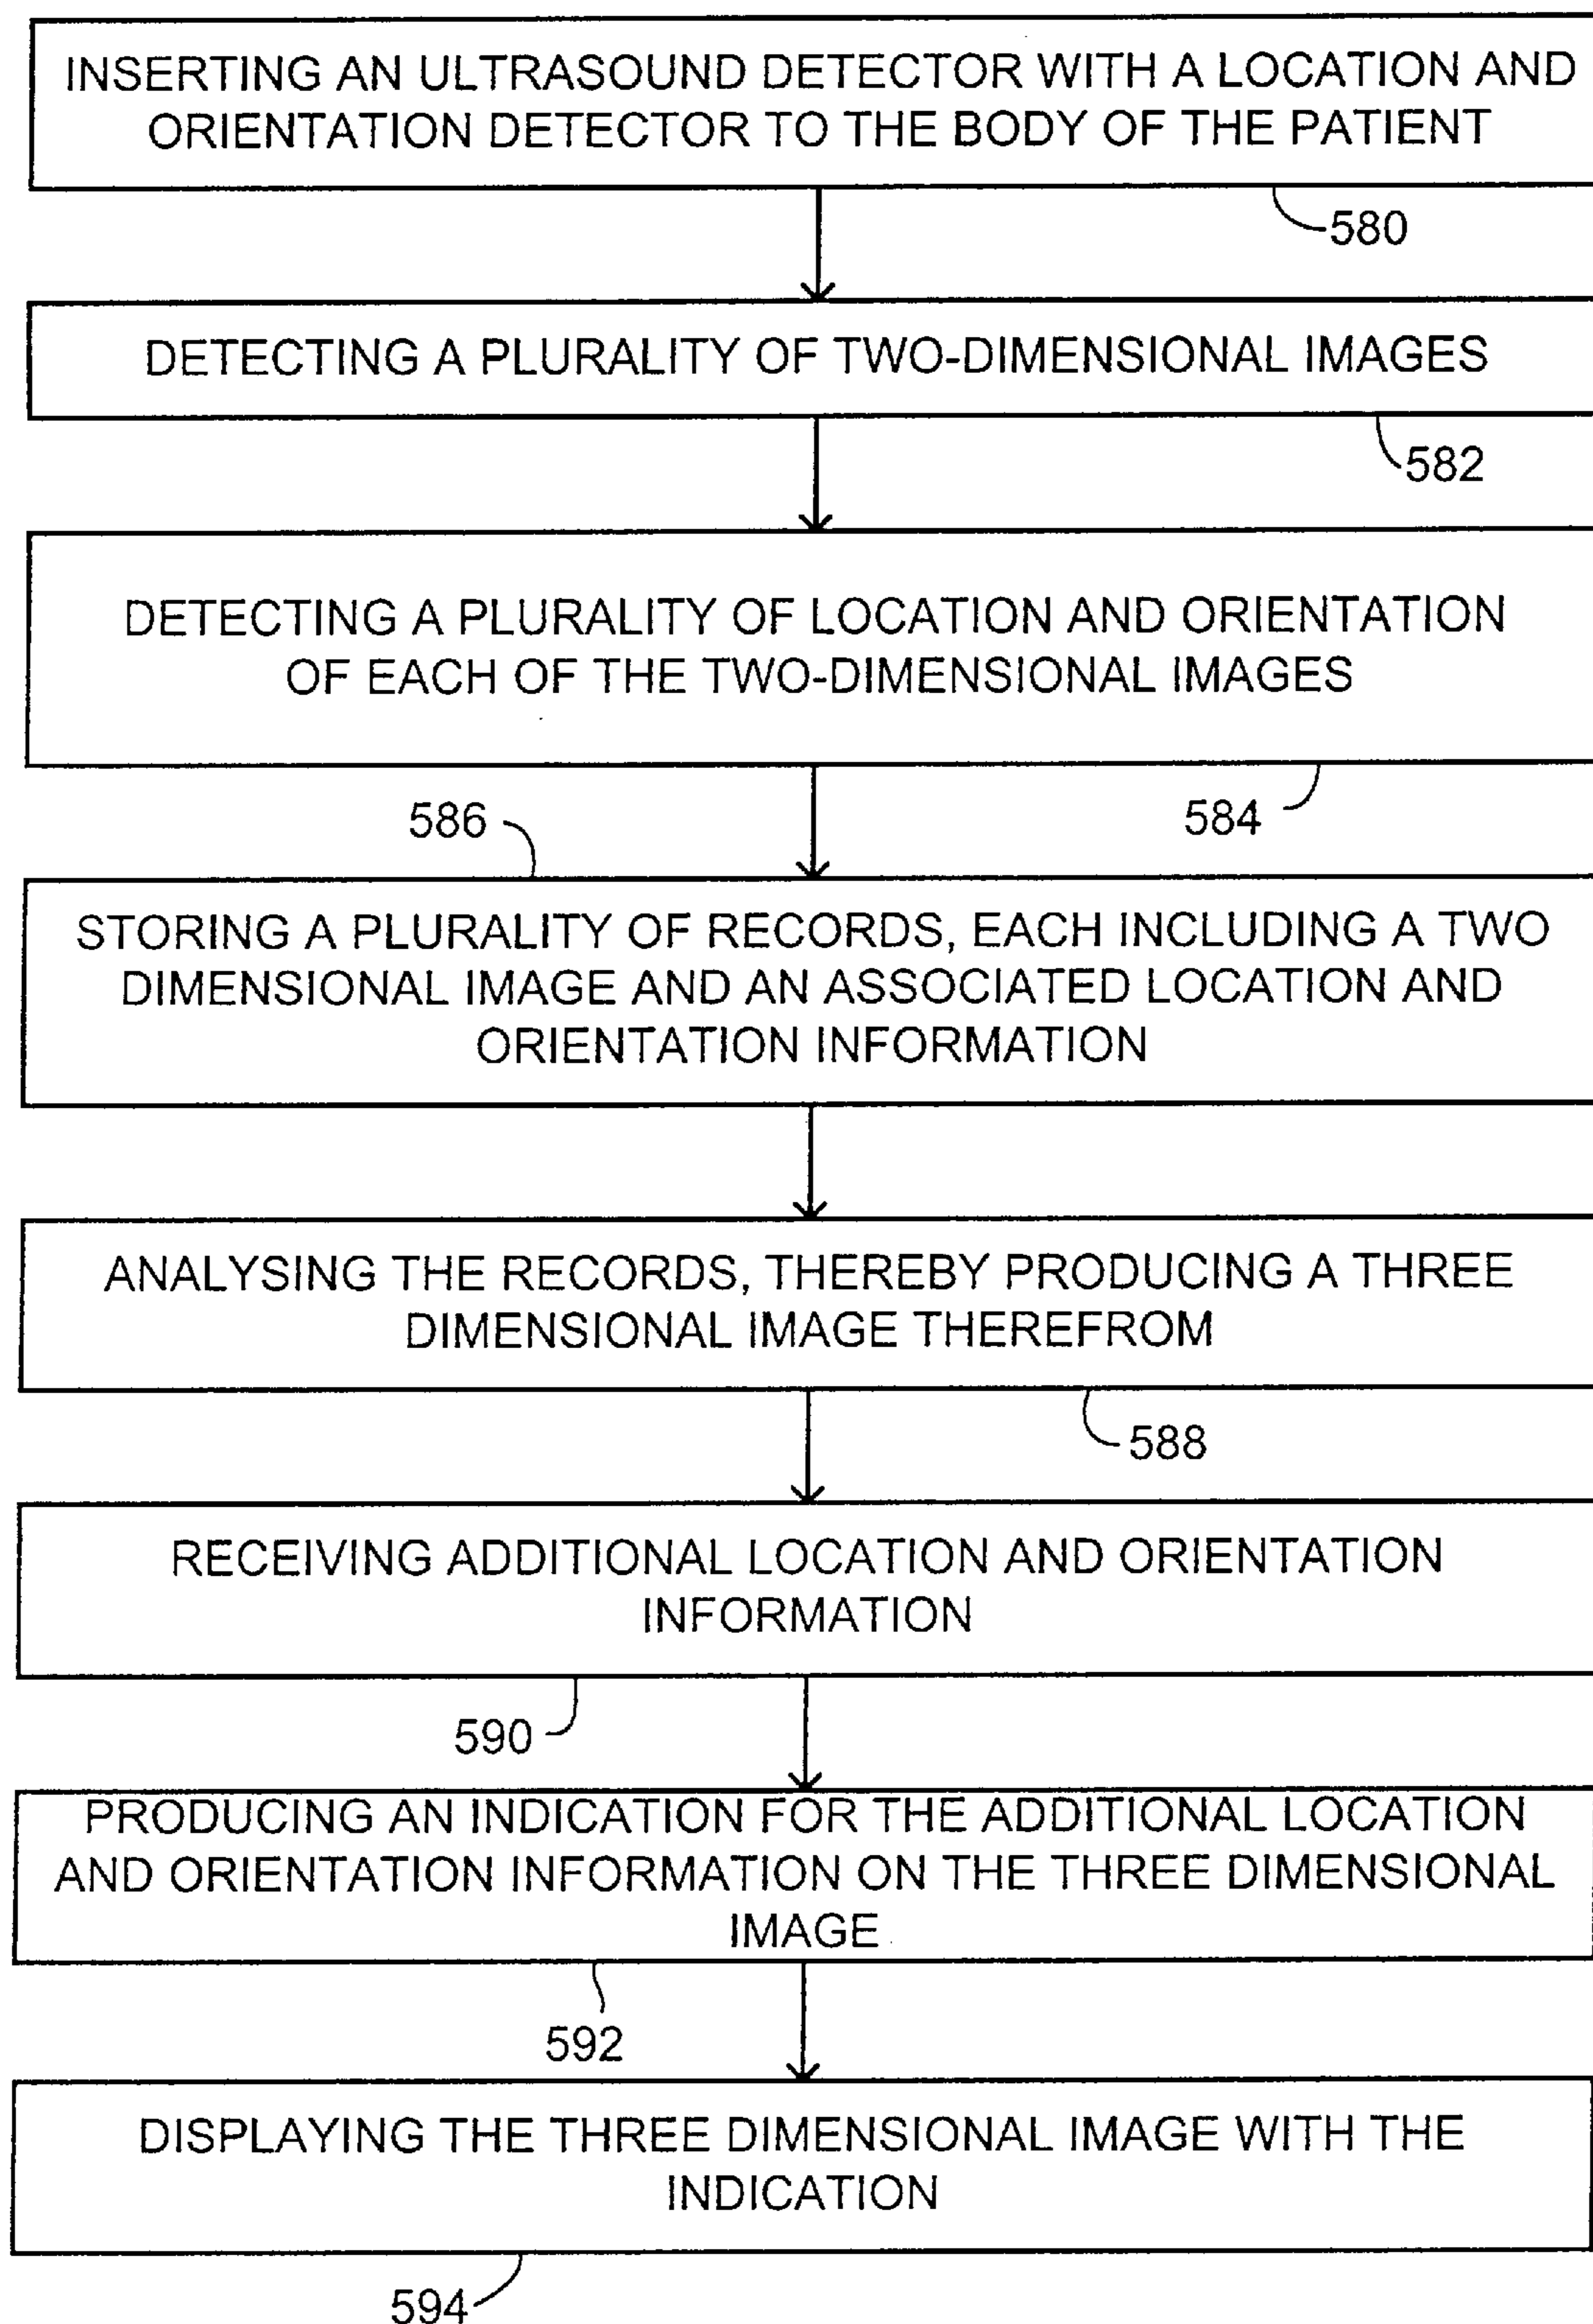 INSERTING AN ULTRASOUND DETECTOR WITH A LOCATION AND
ORIENTATION DETECTOR TO THE BODY OF THE PATIENT
580
DETECTING A PLURALITY OF TWO-DIMENSIONAL IMAGES
582
DETECTING A PLURALITY OF LOCATION AND ORIENTATION
OF EACH OF THE TWO-DIMENSIONAL IMAGES
584
586
STORING A PLURALITY OF RECORDS, EACH INCLUDING A TWO
DIMENSIONAL IMAGE AND AN ASSOCIATED LOCATION AND
ORIENTATION INFORMATION
ANALYSING THE RECORDS, THEREBY PRODUCING A THREE
DIMENSIONAL IMAGE THEREFROM
588
RECEIVING ADDITIONAL LOCATION AND ORIENTATION
INFORMATION
590
PRODUCING AN INDICATION FOR THE ADDITIONAL LOCATION
AND ORIENTATION INFORMATION ON THE THREE DIMENSIONAL
IMAGE
592
DISPLAYING THE THREE DIMENSIONAL IMAGE WITH THE
INDICATION
594